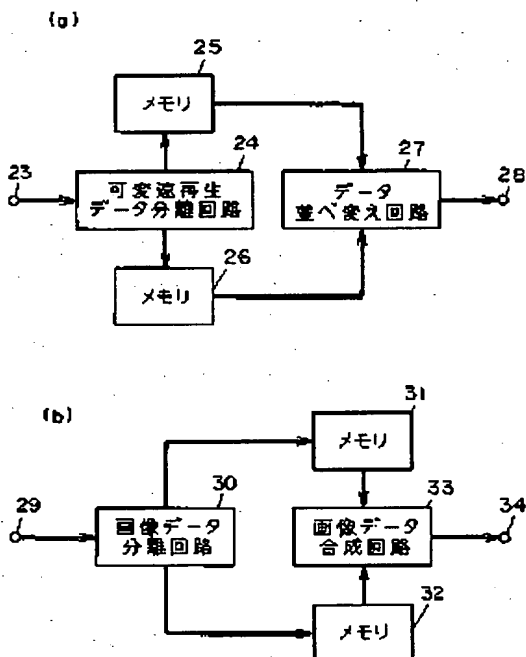 (a)
25
メモリ
23
24
可変速再生
データ分離回路
27
データ
並べ変え回路
28
26
メモリ
(b)
31
メモリ
29
30
画像データ
分離回路
33
画像データ
合成回路
34
32
メモリ